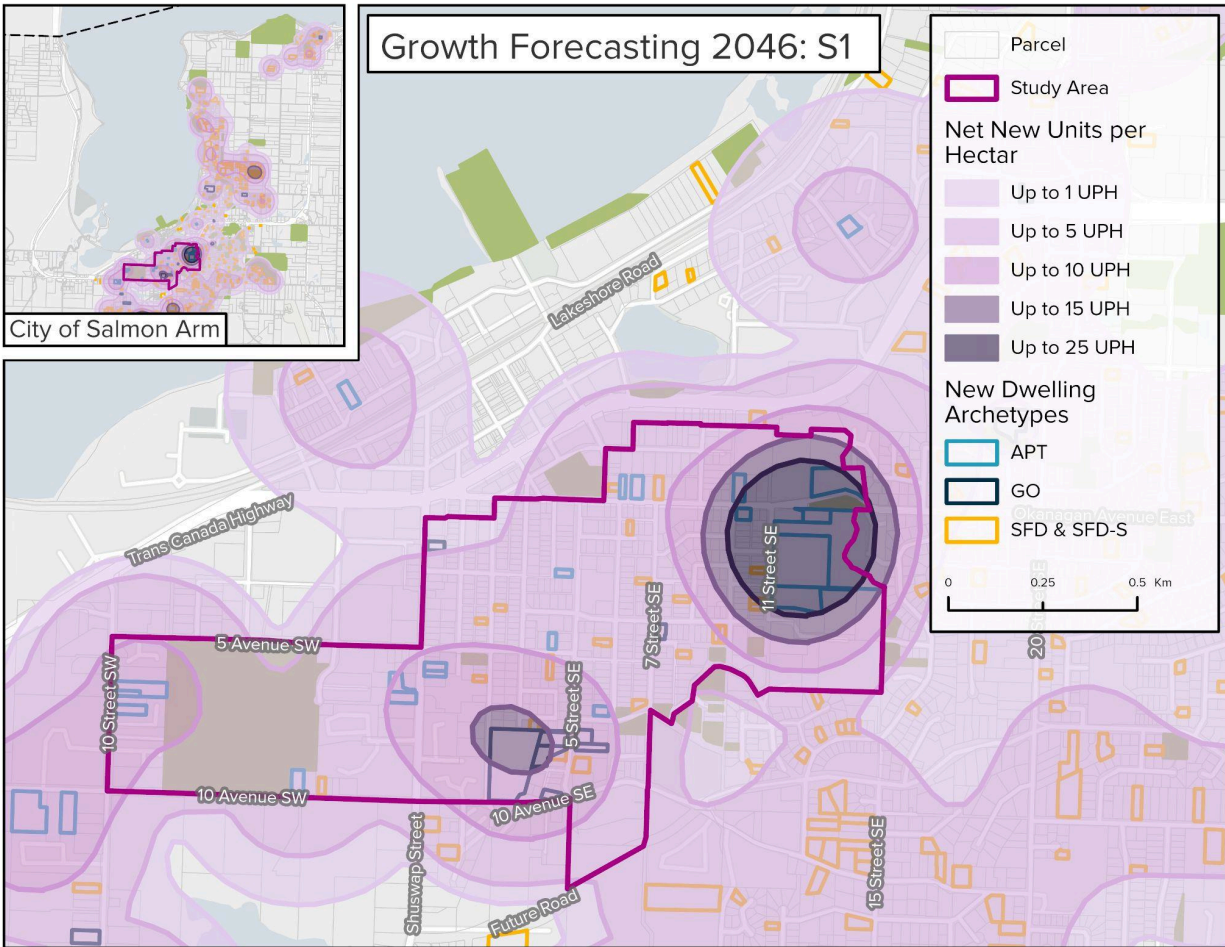 Growth Forecasting 2046: S1
City of Salmon Arm
Parcel
Study Area
Net New Units per
Hectar
Up to 1 UPH
Up to 5 UPH
Up to 10 UPH
Up to 15 UPH
Up to 25 UPH
New Dwelling
Archetypes
APT
GO
SFD & SFD-S
0 0.25 0.5 Km
Lakeshore Road
Trans Canada Highway
Okanagan Avenue East
11 Street SE
7 Street SE
5 Avenue SW
10 Street SW
5 Street SE
10 Avenue SW
10 Avenue SE
Shuswap Street
Future Road
15 Street SE